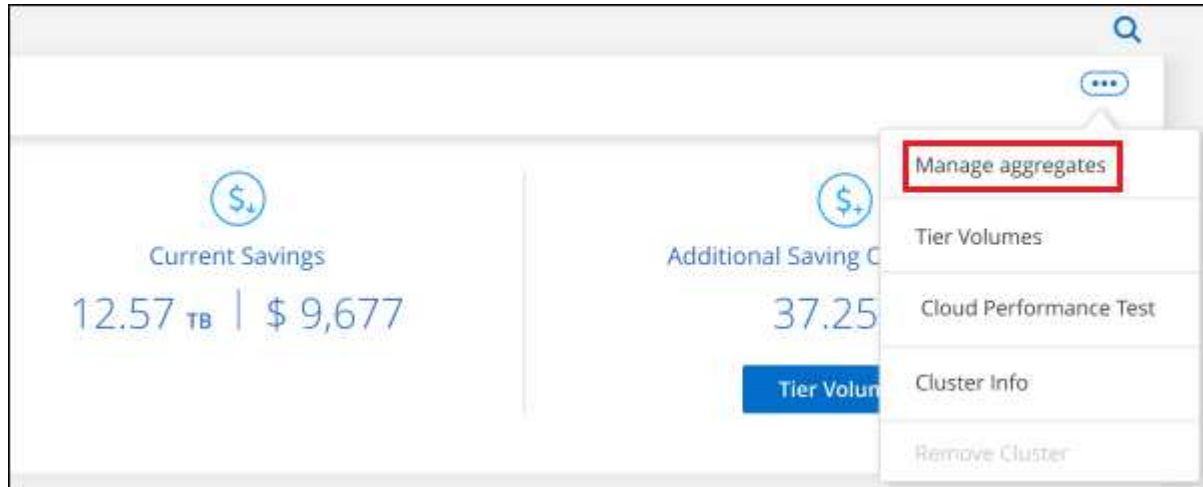 Manage aggregates
Current Savings
Additional Saving
Tier Volumes
12.57 TB | $ 9,677
37.25
Cloud Performance Test
Tier
Cluster Info
Remove Cluster